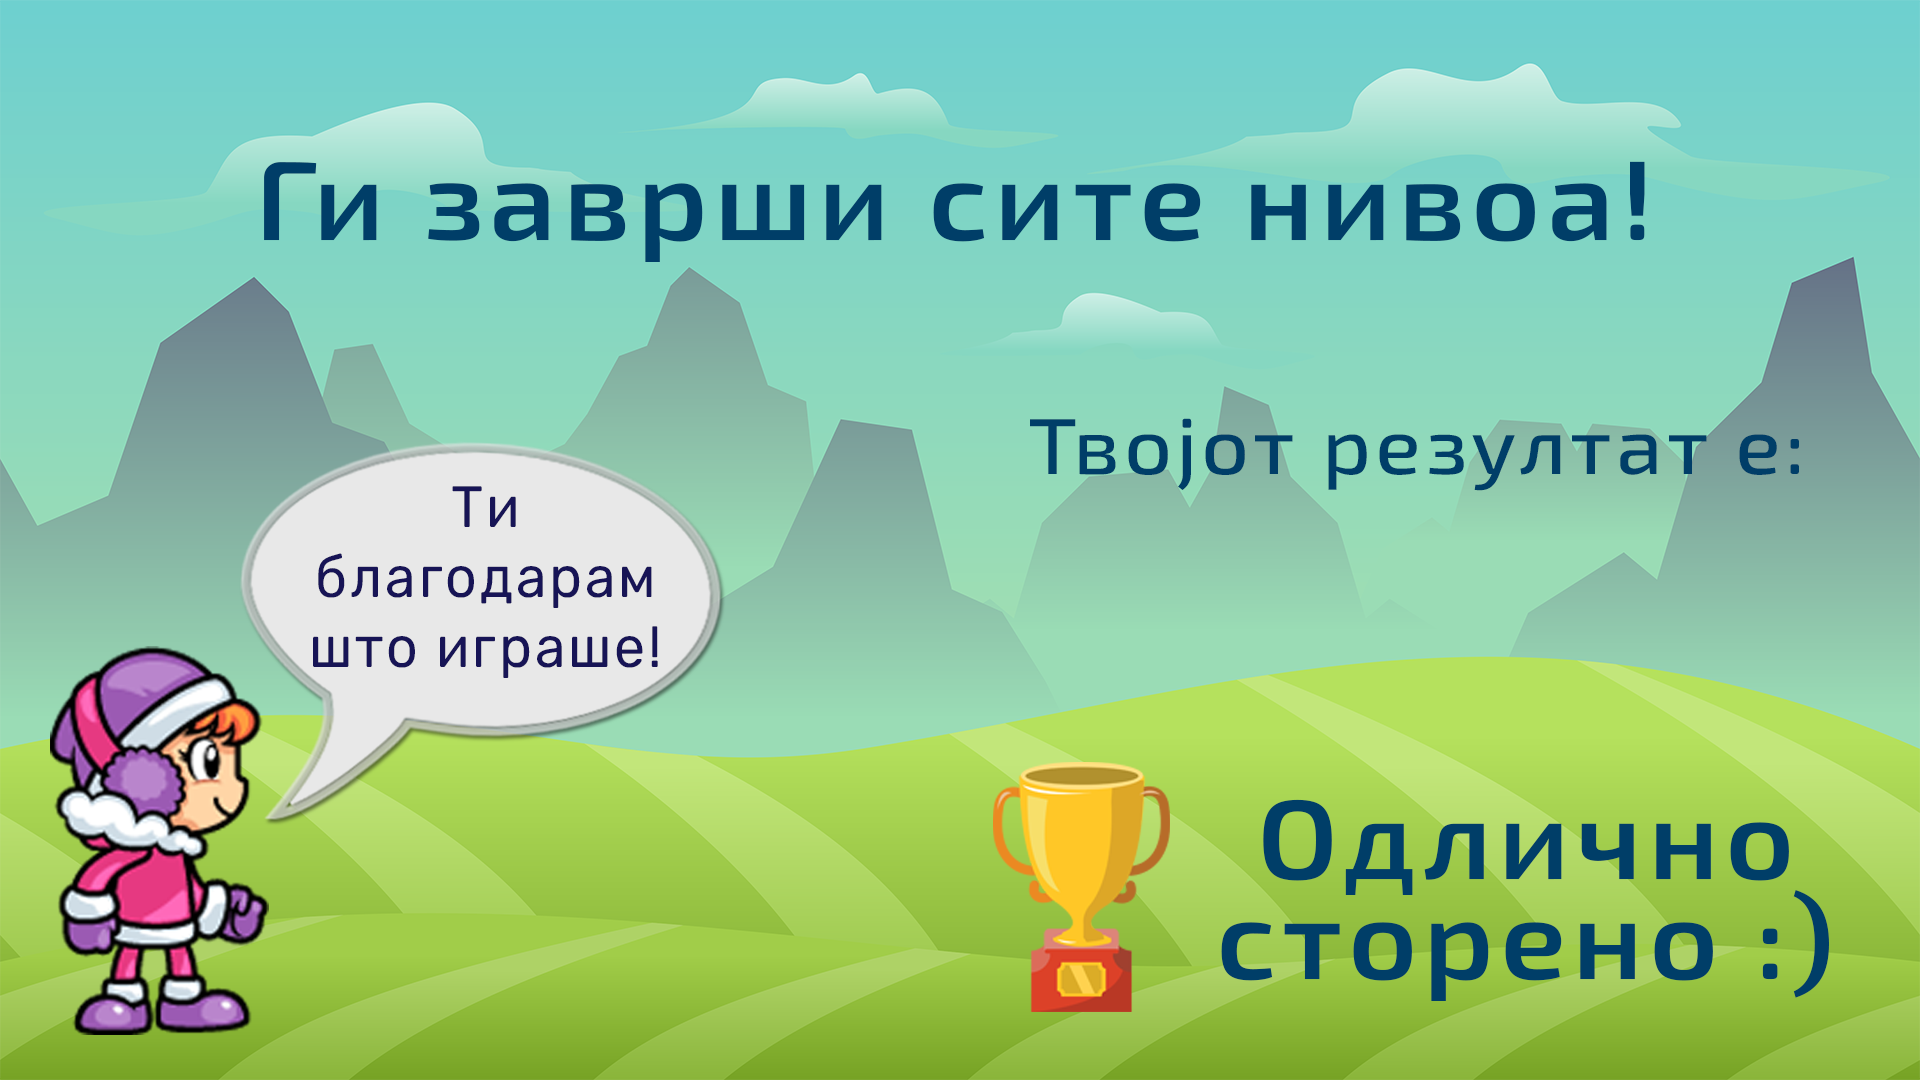 Ги заврши сите нивоа!
Твојот резултат е:
Ти
благодарам
што играше!
Одлично
сторено :)